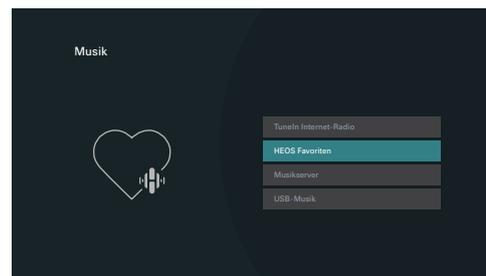 Musik
TuneIn Internet-Radio
HEOS Favoriten
Musikserver
USB-Musik